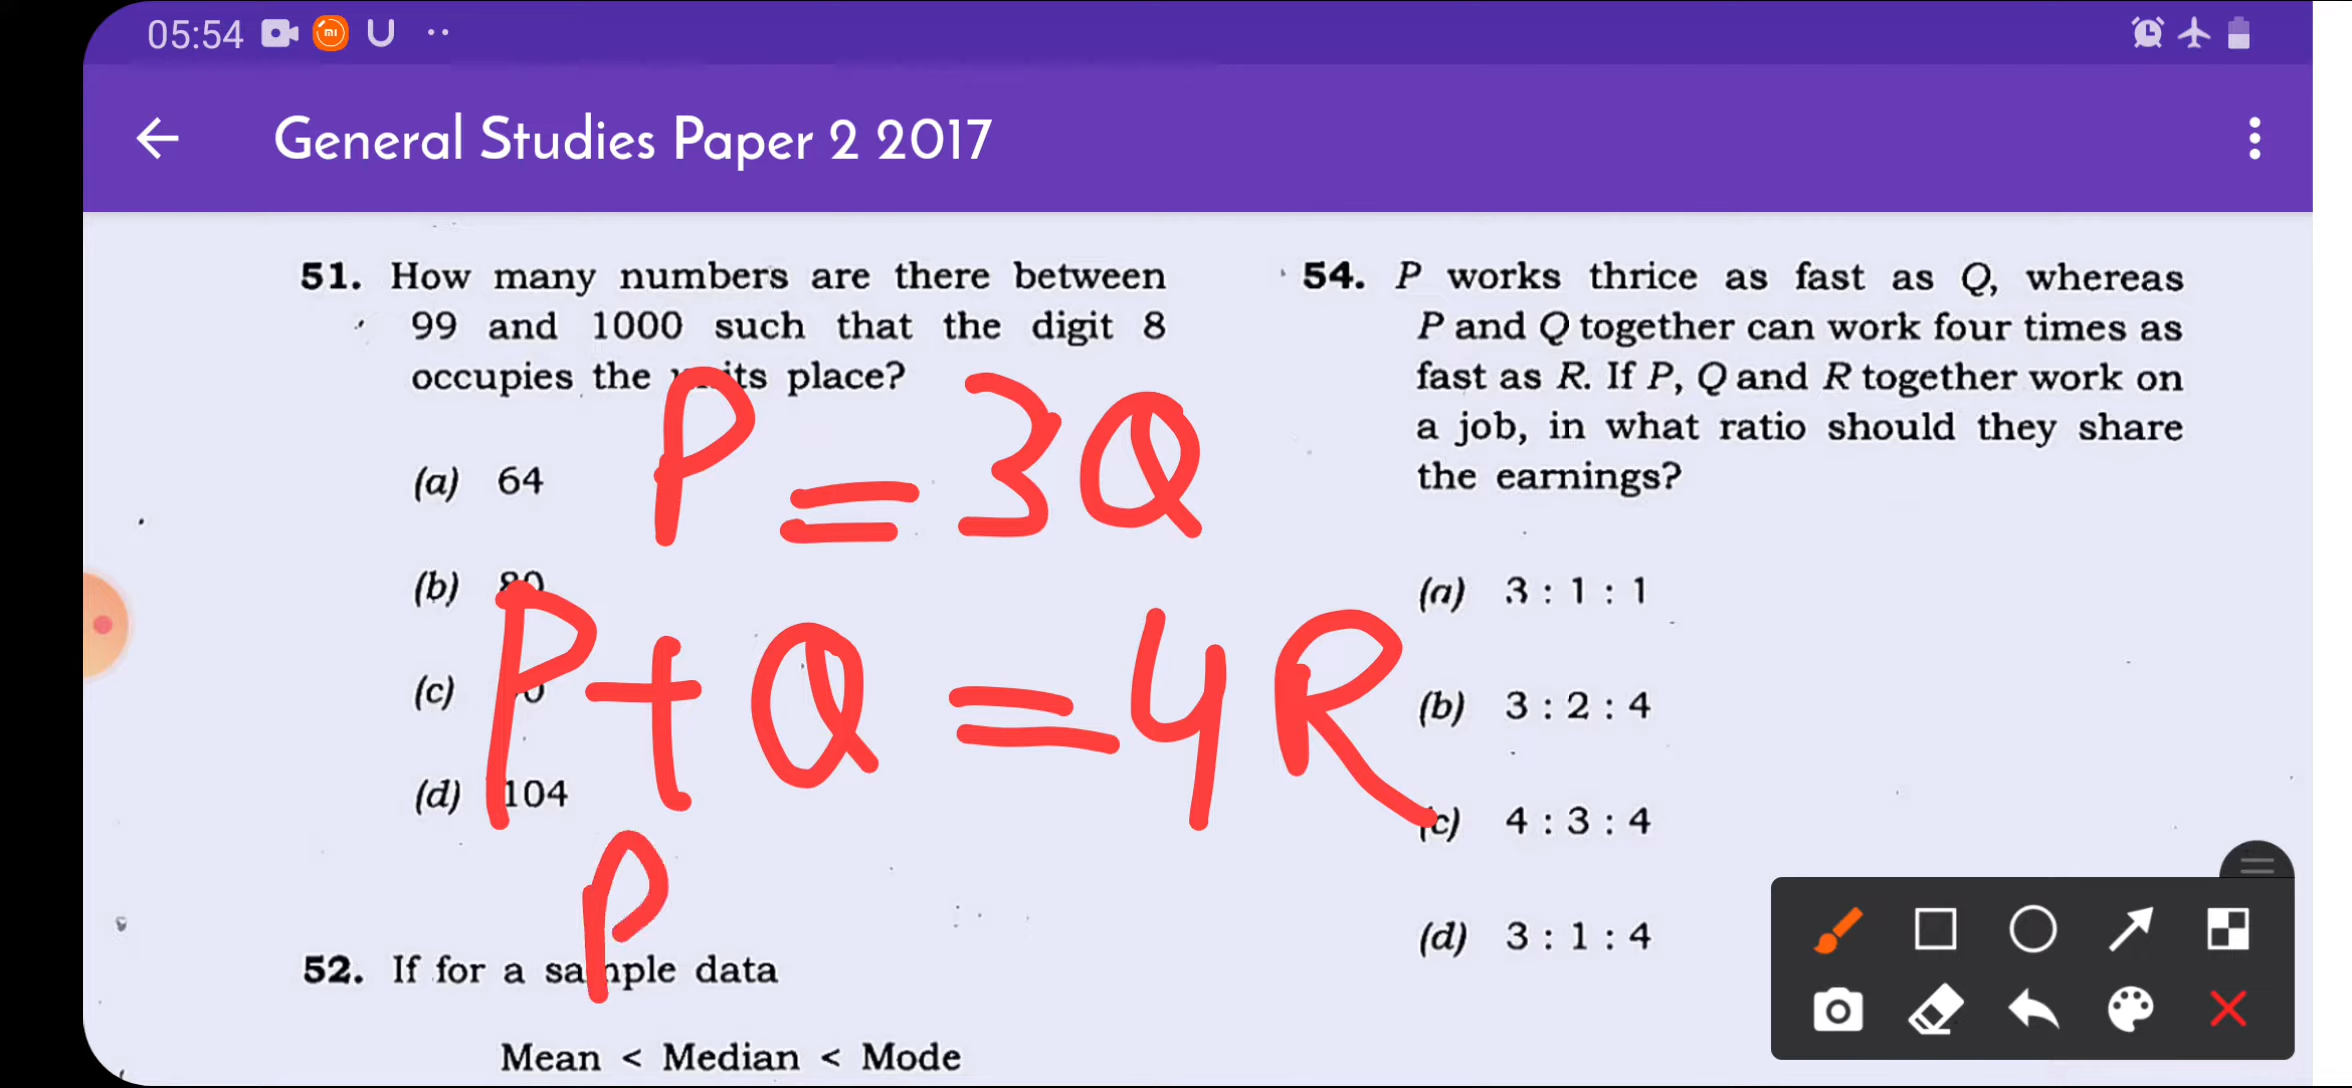 05:54
General Studies Paper 2 2017
51. How many numbers are there between
99 and 1000 such that the digit 8
occupies the units place?
(a) 64
(b) 80
(c)
(d) 104
52. If for a sample data
Mean < Median < Mode
P = 3Q
P + Q = 4R
P
54. P works thrice as fast as Q, whereas
P and Q together can work four times as
fast as R. If P, Q and R together work on
a job, in what ratio should they share
the earnings?
(a) 3 : 1 : 1
(b) 3 : 2 : 4
(c) 4 : 3 : 4
(d) 3 : 1 : 4